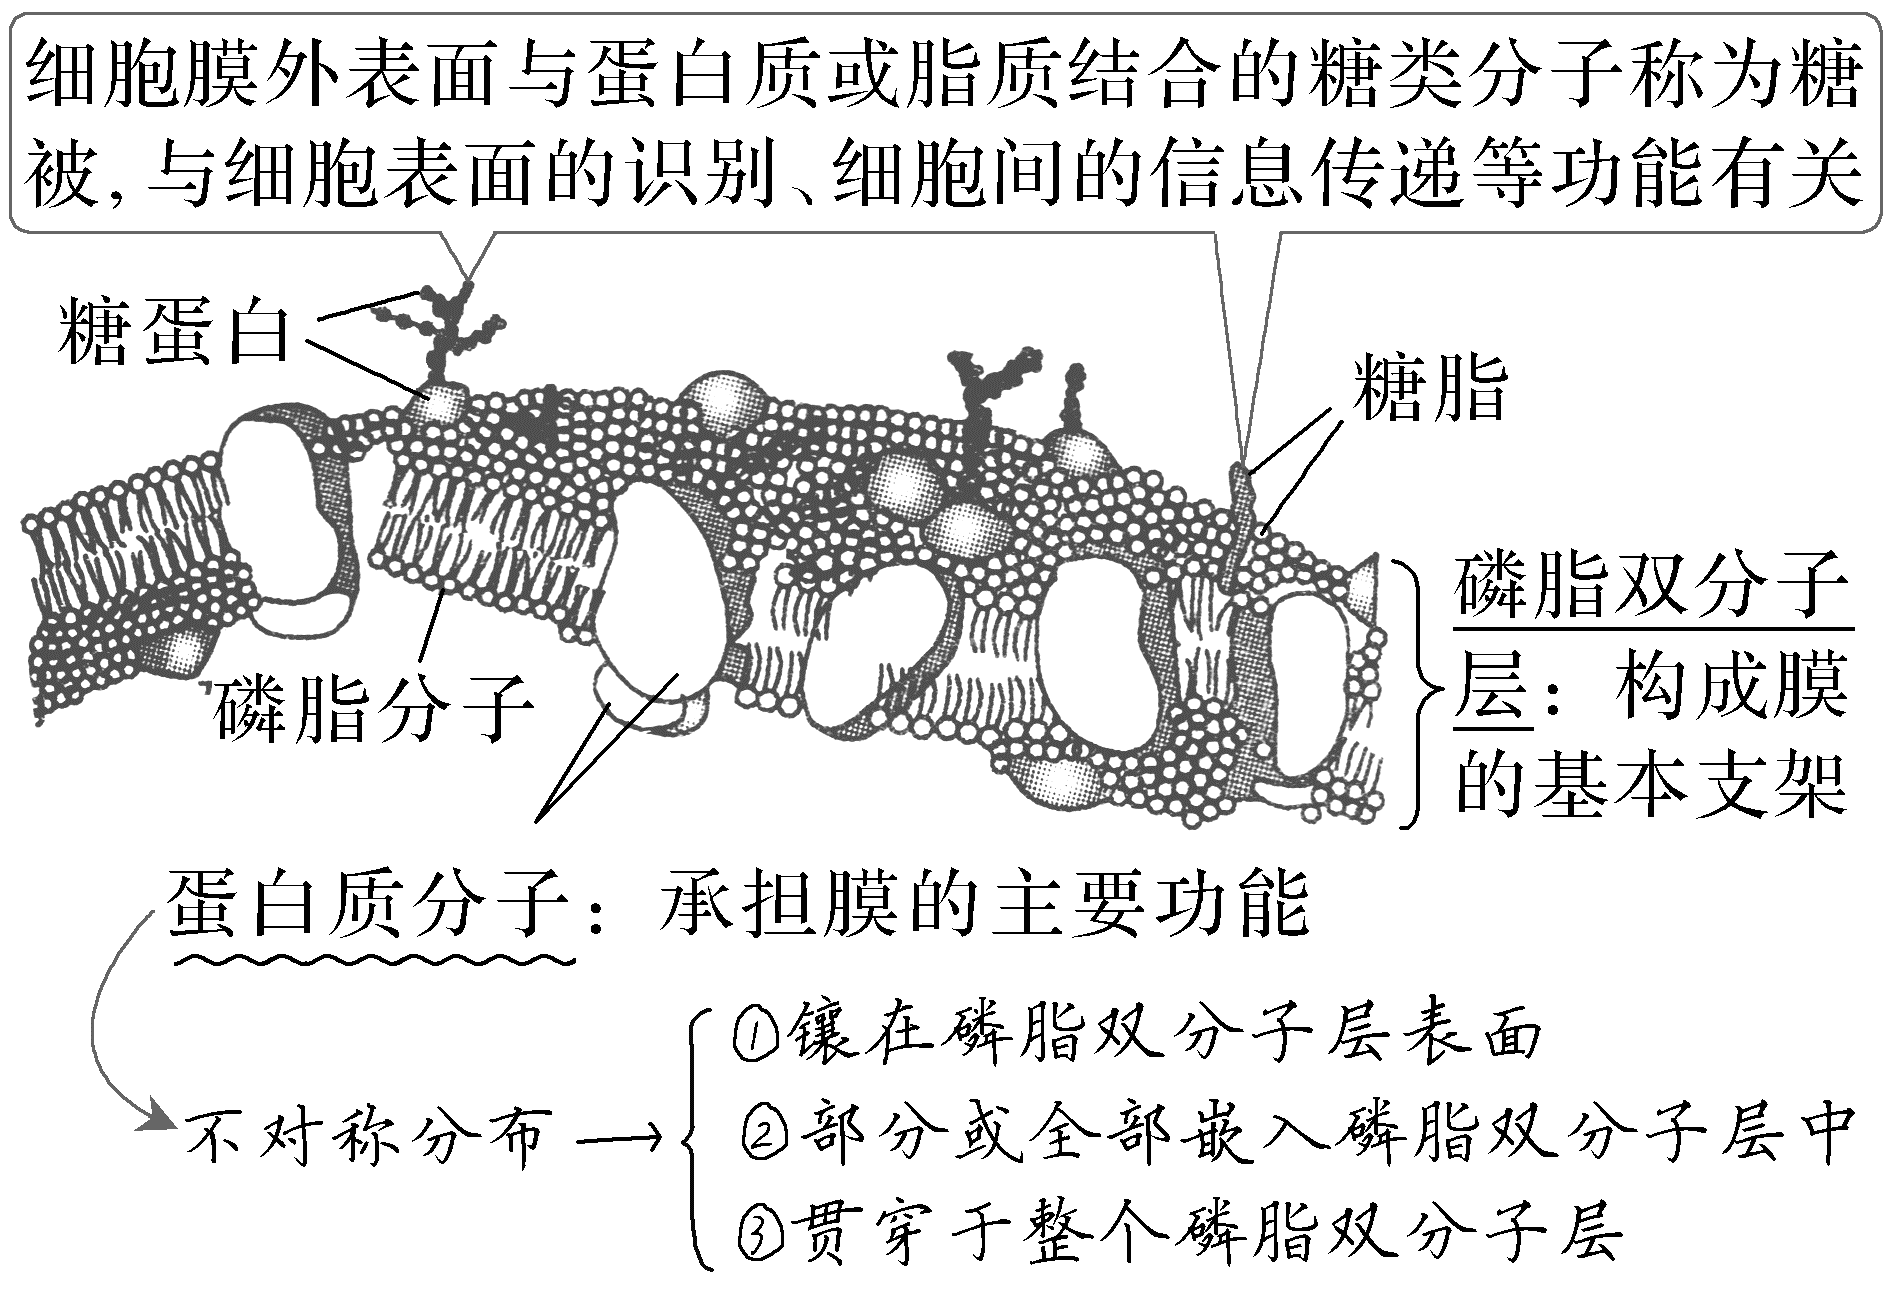 细胞膜外表面与蛋白质或脂质结合的糖类分子称为糖
被,与细胞表面的识别、细胞间的信息传递等功能有关
糖蛋白
糖脂
磷脂分子
磷脂双分子
层：构成膜
的基本支架
蛋白质分子：承担膜的主要功能
不对称分布→
①镶在磷脂双分子层表面
②部分或全部嵌入磷脂双分子层中
③贯穿于整个磷脂双分子层